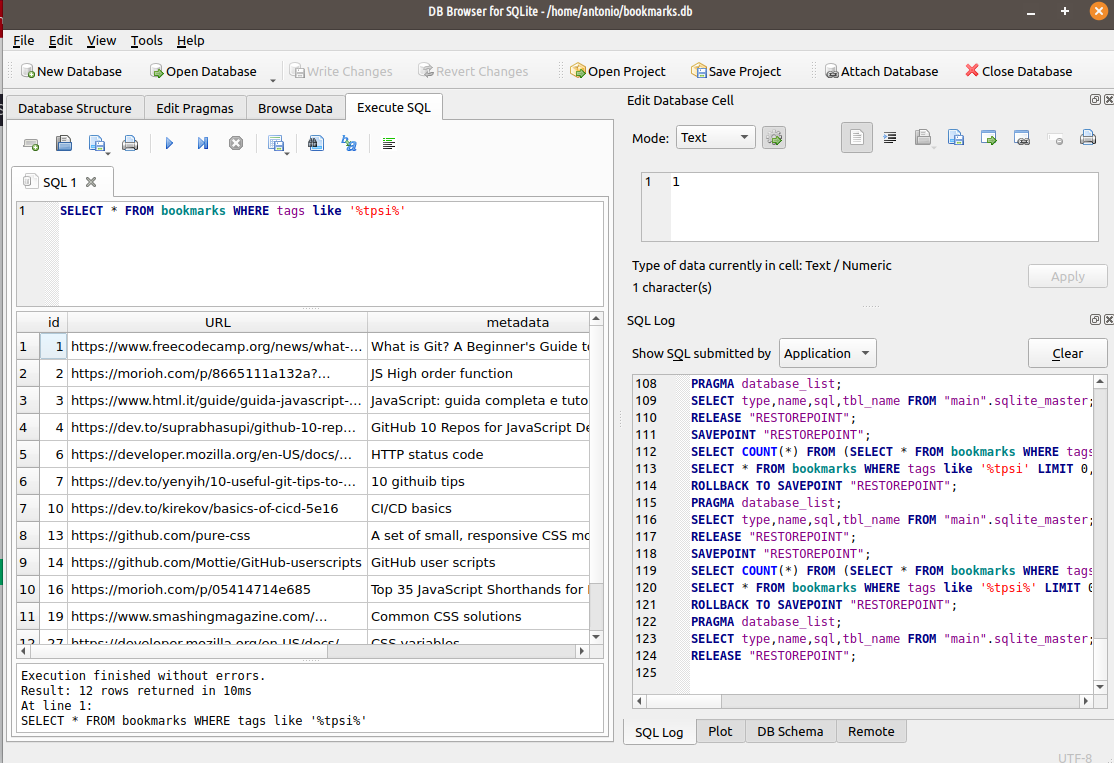 DB Browser for SQLite - /home/antonio/bookmarks.db
File Edit View Tools Help
New Database Open Database Write Changes Revert Changes Open Project Save Project Attach Database Close Database
Database Structure Edit Pragmas Browse Data Execute SQL
SQL 1
1 SELECT * FROM bookmarks WHERE tags like '%tpsi%'
id URL metadata
1 1 https://www.freecodecamp.org/news/what-... What is Git? A Beginner's Guide to
2 2 https://morioh.com/p/8665111a132a?... JS High order function
3 3 https://www.html.it/guide/guida-javascript-... JavaScript: guida completa e tuto
4 4 https://dev.to/suprabhasupi/github-10-rep... GitHub 10 Repos for JavaScript De
5 6 https://developer.mozilla.org/en-US/docs/... HTTP status code
6 7 https://dev.to/yenyih/10-useful-git-tips-to-... 10 githuib tips
7 10 https://dev.to/kirekov/basics-of-cicd-5e16 CI/CD basics
8 13 https://github.com/pure-css A set of small, responsive CSS mo
9 14 https://github.com/Mottie/GitHub-userscripts GitHub user scripts
10 16 https://morioh.com/p/05414714e685 Top 35 JavaScript Shorthands for
11 19 https://www.smashingmagazine.com/... Common CSS solutions
12 27 https://developer.mozilla.org/en-US/docs/... CSS variables
Execution finished without errors.
Result: 12 rows returned in 10ms
At line 1:
SELECT * FROM bookmarks WHERE tags like '%tpsi%'
Edit Database Cell
Mode: Text
1 1
Type of data currently in cell: Text / Numeric
1 character(s)
Apply
SQL Log
Show SQL submitted by Application Clear
108 PRAGMA database_list;
109 SELECT type,name,sql,tbl_name FROM "main".sqlite_master;
110 RELEASE "RESTOREPOINT";
111 SAVEPOINT "RESTOREPOINT";
112 SELECT COUNT(*) FROM (SELECT * FROM bookmarks WHERE tags
113 SELECT * FROM bookmarks WHERE tags like '%tpsi' LIMIT 0,
114 ROLLBACK TO SAVEPOINT "RESTOREPOINT";
115 PRAGMA database_list;
116 SELECT type,name,sql,tbl_name FROM "main".sqlite_master;
117 RELEASE "RESTOREPOINT";
118 SAVEPOINT "RESTOREPOINT";
119 SELECT COUNT(*) FROM (SELECT * FROM bookmarks WHERE tags
120 SELECT * FROM bookmarks WHERE tags like '%tpsi%' LIMIT 0
121 ROLLBACK TO SAVEPOINT "RESTOREPOINT";
122 PRAGMA database_list;
123 SELECT type,name,sql,tbl_name FROM "main".sqlite_master;
124 RELEASE "RESTOREPOINT";
125
SQL Log Plot DB Schema Remote
UTF-8